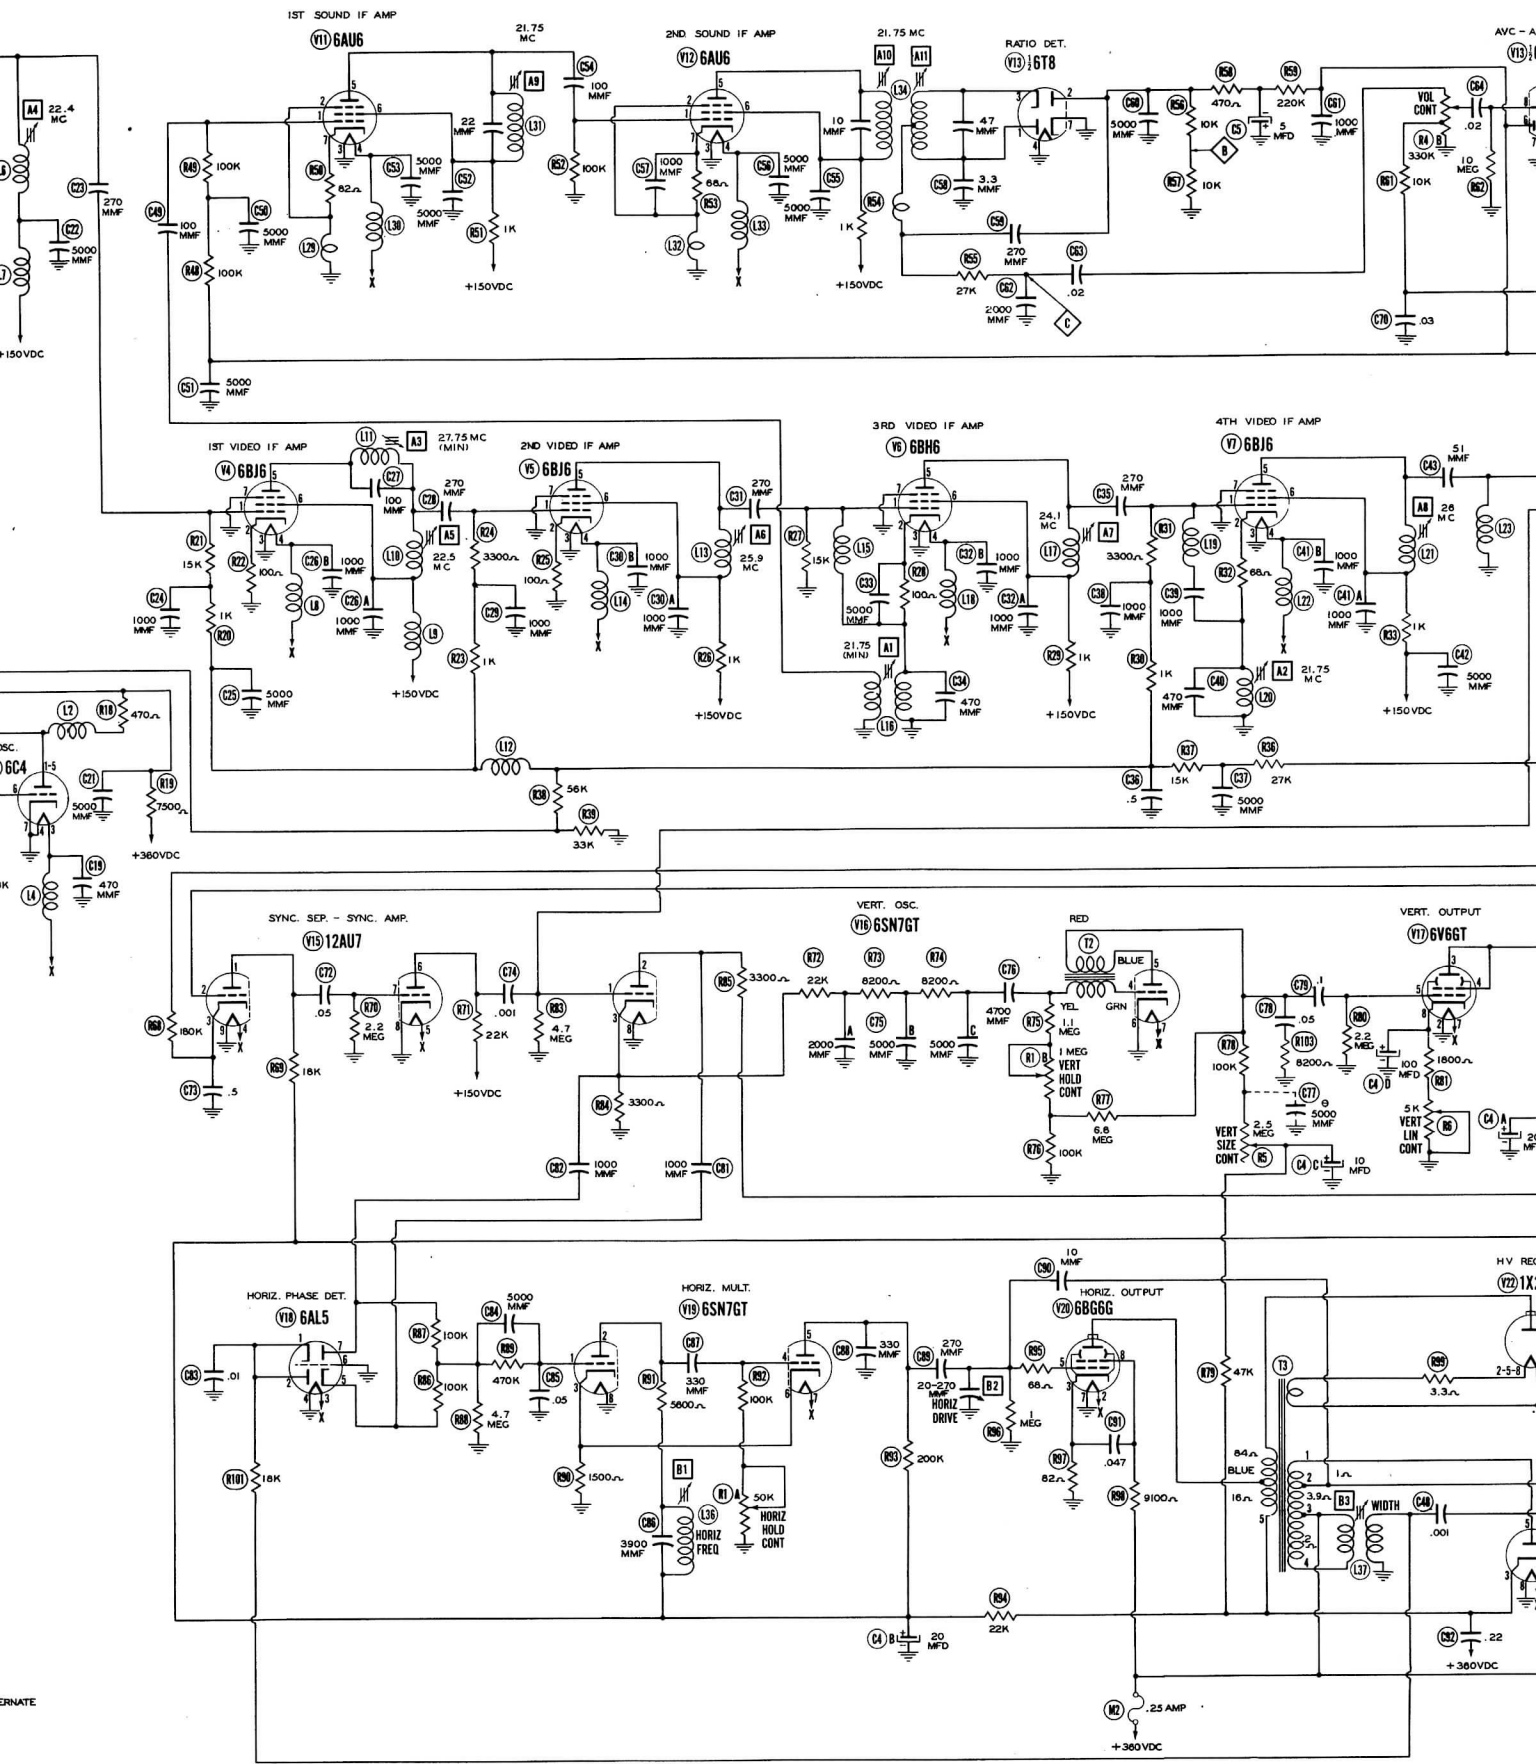 1ST SOUND IF AMP
V11 6AU6
21.75
MC
A9
2ND. SOUND IF AMP
V12 6AU6
21.75 MC
A10
A11
RATIO DET.
V13 ½6T8
AVC - A
V13
A4
22.4
MC
C23
270
MMF
C22
5000
MMF
+150VDC
C49
100
MMF
R49
100K
C50
5000
MMF
R48
100K
C51
5000
MMF
R50
82Ω
L29
L30
C53
5000
MMF
C52
5000
MMF
22
MMF
L31
R51
1K
+150VDC
C54
100
MMF
R52
100K
C57
1000
MMF
68Ω
R53
L32
L33
C56
5000
MMF
C55
5000
MMF
10
MMF
L34
R54
1K
+150VDC
47
MMF
C58
3.3
MMF
C59
270
MMF
R55
27K
C62
2000
MMF
C63
.02
C
C60
5000
MMF
R56
10K
B
R57
10K
R58
470Ω
C5
5
MFD
R59
220K
C61
1000
MMF
VOL
CONT
R4 B
330K
R61
10K
C64
.02
10
MEG
R62
C70
.03
1ST VIDEO IF AMP
V4 6BJ6
L11
A3
27.75 MC
(MIN)
C27
100
MMF
C28
270
MMF
2ND VIDEO IF AMP
V5 6BJ6
C31
270
MMF
3RD VIDEO IF AMP
V6 6BH6
C35
270
MMF
4TH VIDEO IF AMP
V7 6BJ6
C43
51
MMF
R21
15K
C24
1000
MMF
1K
R20
R22
100Ω
L8
C26 B
1000
MMF
C26 A
1000
MMF
L10
A5
22.5
MC
L9
+150VDC
R24
3300Ω
C29
1000
MMF
R23
1K
R25
100Ω
L14
C30 B
1000
MMF
C30 A
1000
MMF
L13
A6
25.9
MC
R26
1K
+150VDC
R27
15K
L15
C33
5000
MMF
R28
100Ω
L18
C32 B
1000
MMF
C32 A
1000
MMF
24.1
MC
L17
A7
R29
1K
+150VDC
21.75
(MIN)
A1
L16
C34
470
MMF
R31
3300Ω
C38
1000
MMF
R30
1K
L19
C39
1000
MMF
R32
68Ω
L22
C41 B
1000
MMF
C41 A
1000
MMF
A8
26
MC
L21
L23
R33
1K
C42
5000
MMF
+150VDC
C40
470
MMF
L20
A2
21.75
MC
C25
5000
MMF
L2
R18
470Ω
OSC.
6C4
C21
5000
MMF
R19
7500Ω
+360VDC
C19
470
MMF
L4
L12
R38
56K
R39
33K
C36
.5
R37
15K
C37
5000
MMF
R36
27K
SYNC. SEP. - SYNC. AMP.
V15 12AU7
C72
.05
R70
2.2
MEG
R71
22K
+150VDC
C74
.001
R83
4.7
MEG
R68
180K
C73
.5
R69
18K
R84
3300Ω
R85
3300Ω
C82
1000
MMF
1000
MMF
C81
VERT. OSC.
V16 6SN7GT
R72
22K
R73
8200Ω
R74
8200Ω
A
2000
MMF
C75
B
5000
MMF
C
5000
MMF
C76
4700
MMF
RED
T2
BLUE
YEL
GRN
R75
1.1
MEG
R1 B
1 MEG
VERT
HOLD
CONT
R76
100K
R77
6.8
MEG
R78
100K
C78
.05
R103
8200Ω
C77
5000
MMF
VERT
SIZE
CONT
2.5
MEG
R5
C4 C
10
MFD
C79
.1
R80
2.2
MEG
C4 D
100
MFD
VERT. OUTPUT
V17 6V6GT
1800Ω
R81
5K
VERT
LIN
CONT
R6
C4 A
HORIZ. PHASE DET.
V18 6AL5
C83
.01
R101
18K
R87
100K
R86
100K
R88
4.7
MEG
C84
5000
MMF
R89
470K
C85
.05
HORIZ. MULT.
V19 6SN7GT
R90
1500Ω
R91
5600Ω
C87
330
MMF
R92
100K
B1
L36
HORIZ
FREQ
C86
3900
MMF
R1 A
50K
HORIZ
HOLD
CONT
C88
330
MMF
R93
200K
C89
270
MMF
20-270
MMF
HORIZ
DRIVE
B2
C90
10
MMF
HORIZ. OUTPUT
V20 6BG6G
R95
68Ω
R96
1
MEG
R97
82Ω
C91
.047
R98
9100Ω
R79
47K
T3
84Ω
BLUE
16Ω
1Ω
3.9Ω
2Ω
B3
WIDTH
L37
C48
.001
R99
3.3Ω
HV REC
V22 1X2
R94
22K
C4 B
20
MFD
C92
.22
+360VDC
M2
.25 AMP
+360VDC
ERNATE